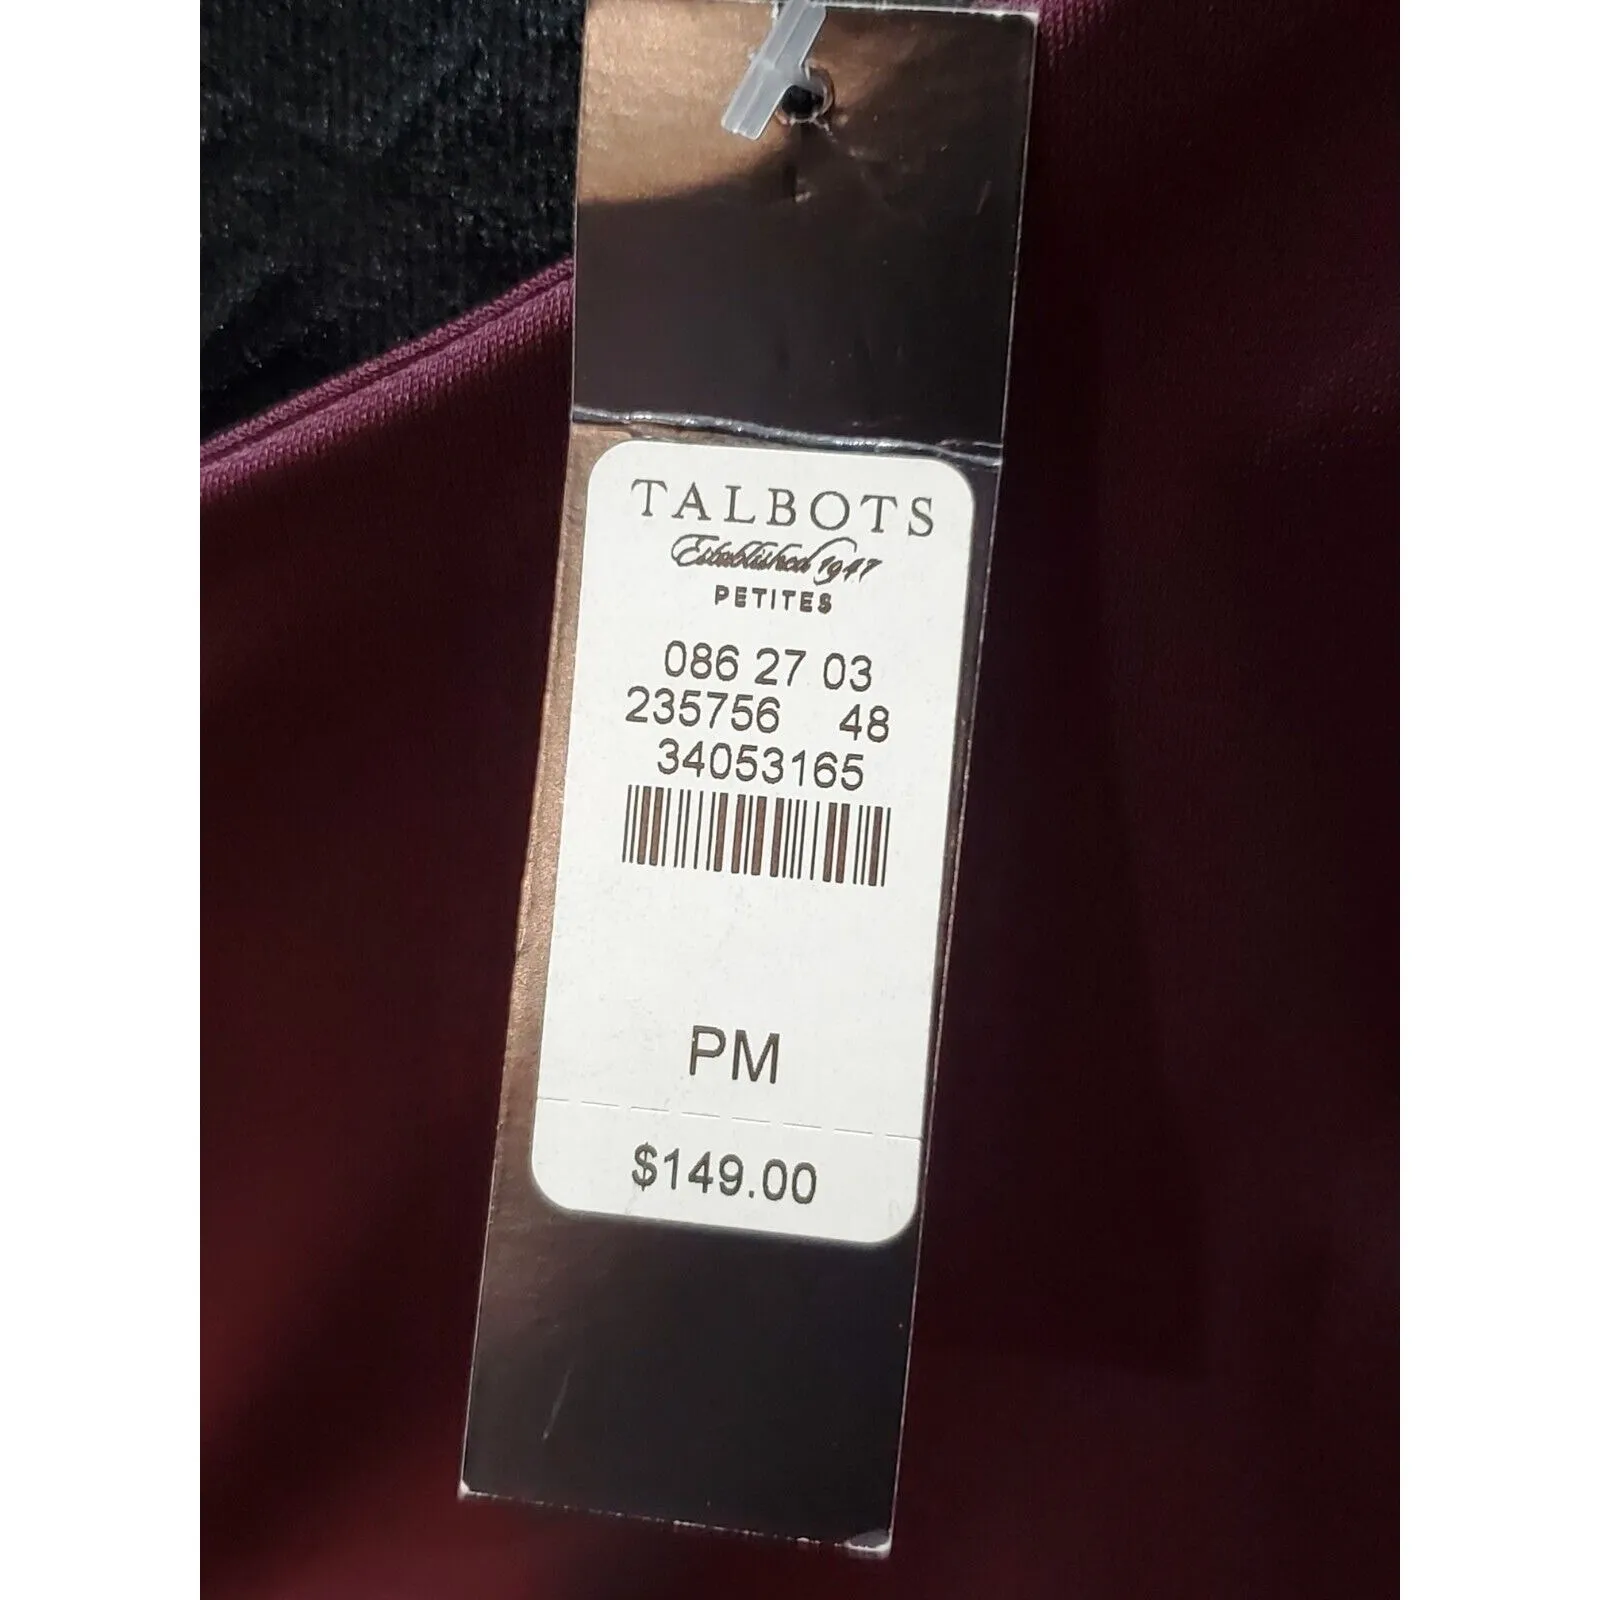 TALBOTS
Established 1947
PETITES
086 27 03
235756 48
34053165
PM
$149.00